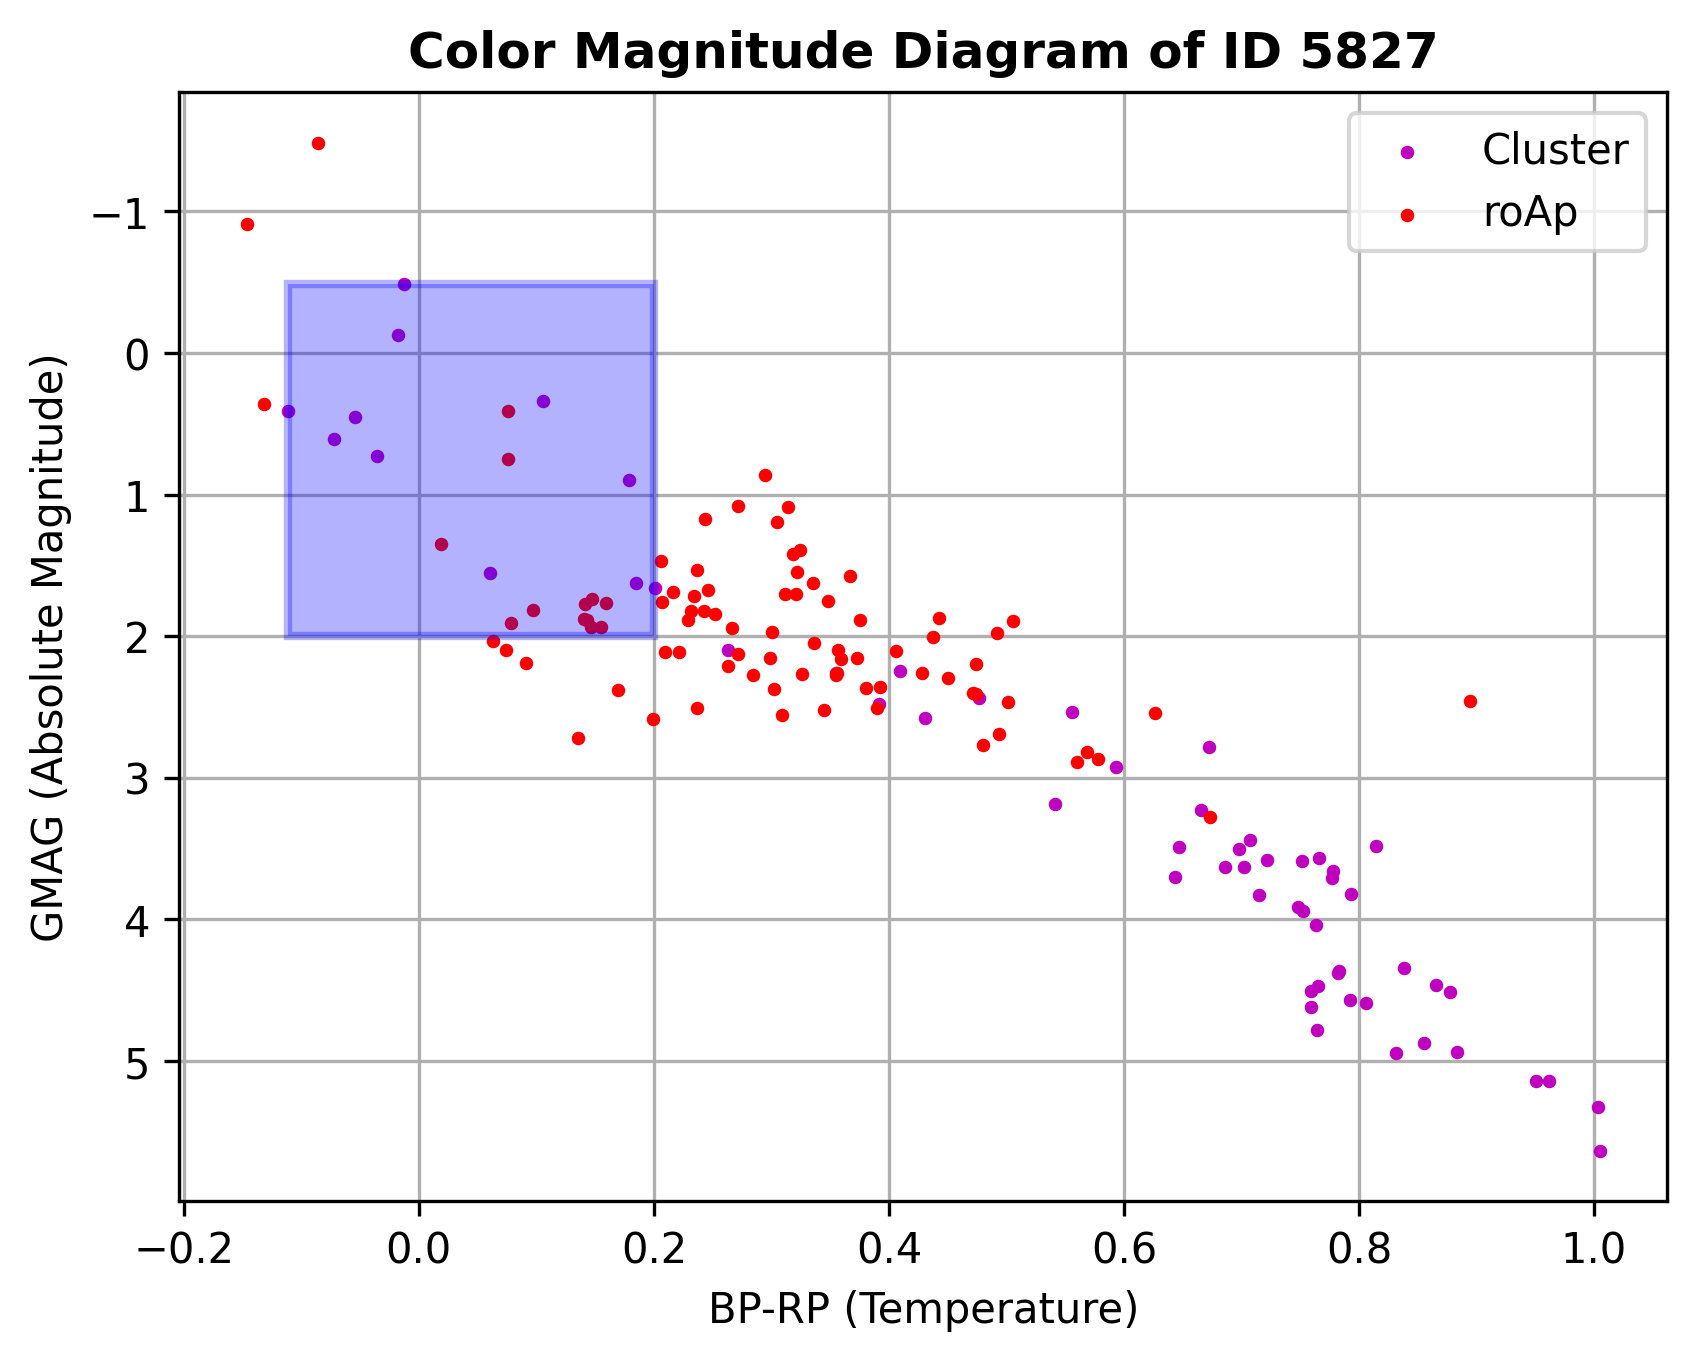 Color Magnitude Diagram of ID 5827
Cluster
roAp
−1
0
1
2
3
4
5
GMAG (Absolute Magnitude)
−0.2 0.0 0.2 0.4 0.6 0.8 1.0
BP-RP (Temperature)